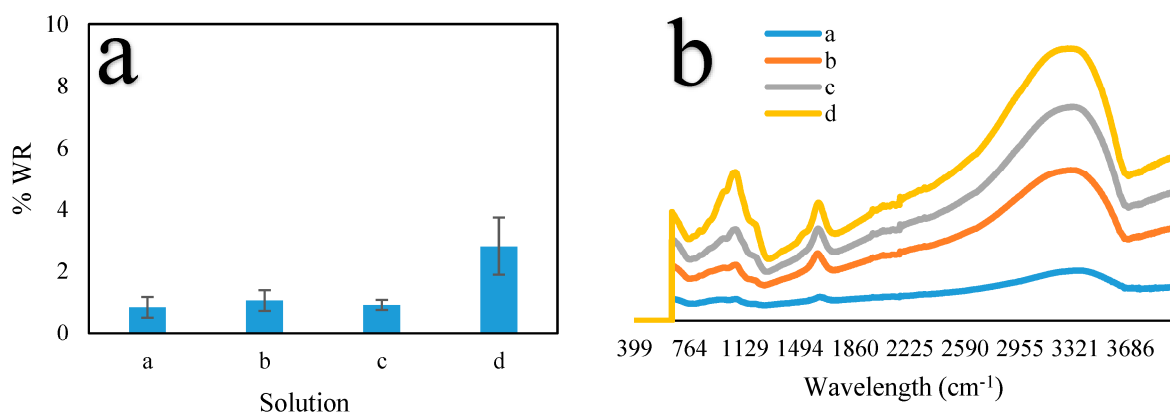 a
% WR
10
8
6
4
2
0
a b c d
Solution
b
a
b
c
d
399 764 1129 1494 1860 2225 2590 2955 3321 3686
Wavelength (cm⁻¹)